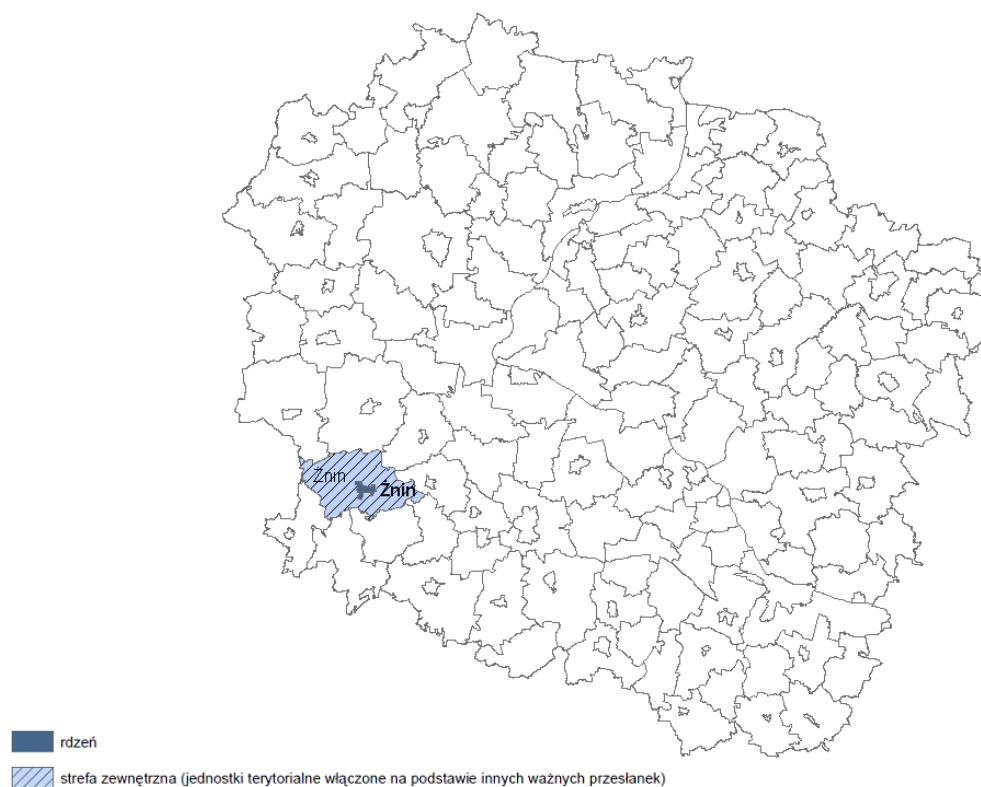 Żnin
Żnin
rdzeń
strefa zewnętrzna (jednostki terytorialne włączone na podstawie innych ważnych przesłanek)